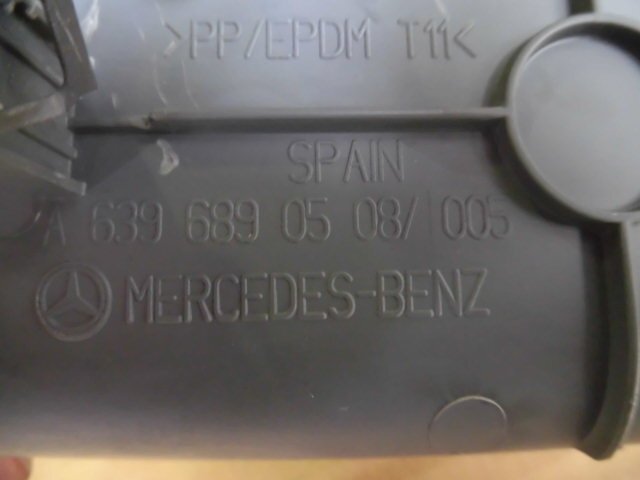 >PP/EPDM T11<
SPAIN
A 639 689 05 08/ 005
MERCEDES-BENZ